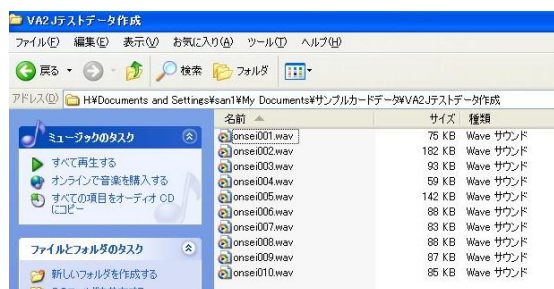 VA2Jテストデータ作成
ファイル(F) 編集(E) 表示(V) お気に入り(A) ツール(T) ヘルプ(H)
戻る 検索 フォルダ
アドレス(D) H¥Documents and Settings¥san1¥My Documents¥サンプルカードデータ¥VA2Jテストデータ作成
名前 サイズ 種類
ミュージックのタスク
すべて再生する
オンラインで音楽を購入する
すべての項目をオーディオ CD
にコピー
ファイルとフォルダのタスク
新しいフォルダを作成する
onsei001.wav 75 KB Wave サウンド
onsei002.wav 182 KB Wave サウンド
onsei003.wav 93 KB Wave サウンド
onsei004.wav 59 KB Wave サウンド
onsei005.wav 142 KB Wave サウンド
onsei006.wav 88 KB Wave サウンド
onsei007.wav 83 KB Wave サウンド
onsei008.wav 88 KB Wave サウンド
onsei009.wav 87 KB Wave サウンド
onsei010.wav 85 KB Wave サウンド